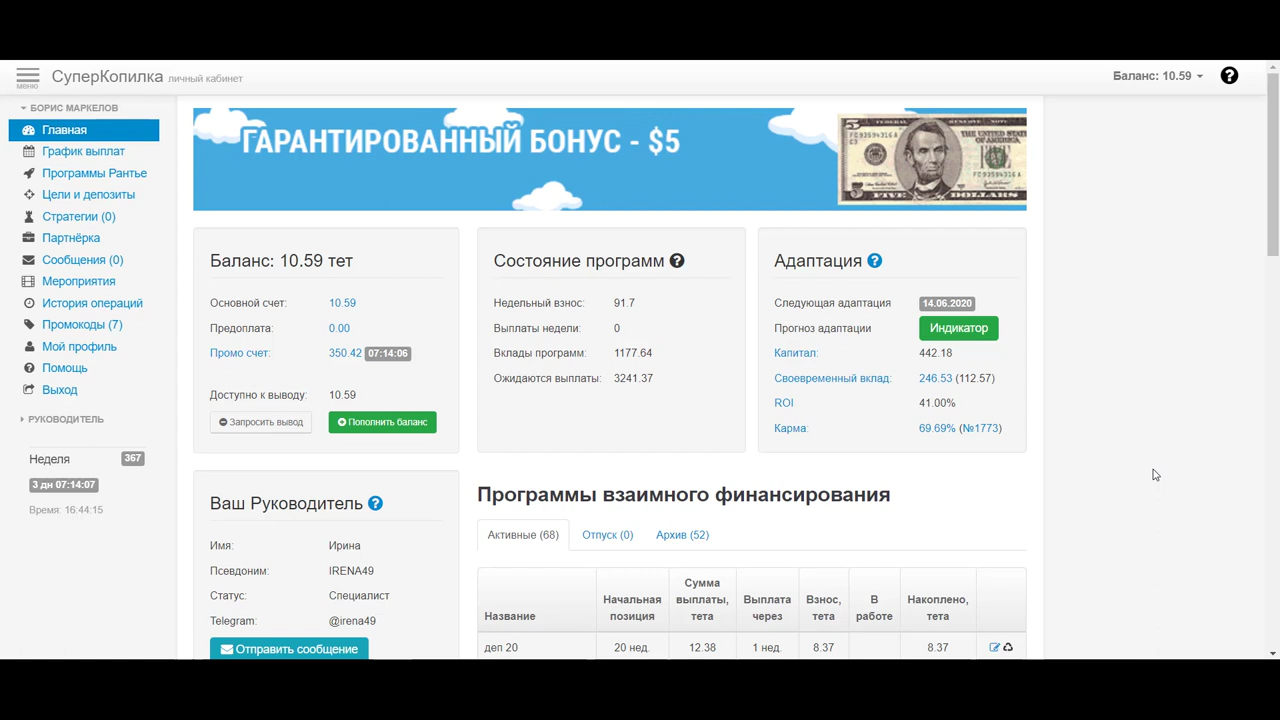 СуперКопилка личный кабинет
Баланс: 10.59
меню
БОРИС МАРКЕЛОВ
Главная
График выплат
Программы Рантье
Цели и депозиты
Стратегии (0)
Партнёрка
Сообщения (0)
Мероприятия
История операций
Промокоды (7)
Мой профиль
Помощь
Выход
РУКОВОДИТЕЛЬ
Неделя 367
3 дн 07:14:07
Время: 16:44:15
ГАРАНТИРОВАННЫЙ БОНУС - $5
THE UNITED STATES
FIVE DOLLARS
Баланс: 10.59 тет
Основной счет: 10.59
Предоплата: 0.00
Промо счет: 350.42 07:14:06
Доступно к выводу: 10.59
Запросить вывод
Пополнить баланс
Состояние программ
Недельный взнос: 91.7
Выплаты недели: 0
Вклады программ: 1177.64
Ожидаются выплаты: 3241.37
Адаптация
Следующая адаптация 14.06.2020
Прогноз адаптации Индикатор
Капитал: 442.18
Своевременный вклад: 246.53 (112.57)
ROI 41.00%
Карма: 69.69% (№1773)
Ваш Руководитель
Имя: Ирина
Псевдоним: IRENA49
Статус: Специалист
Telegram: @irena49
Отправить сообщение
Программы взаимного финансирования
Активные (68) Отпуск (0) Архив (52)
Название
Начальная позиция
Сумма выплаты, тета
Выплата через
Взнос, тета
В работе
Накоплено, тета
деп 20 20 нед. 12.38 1 нед. 8.37 8.37